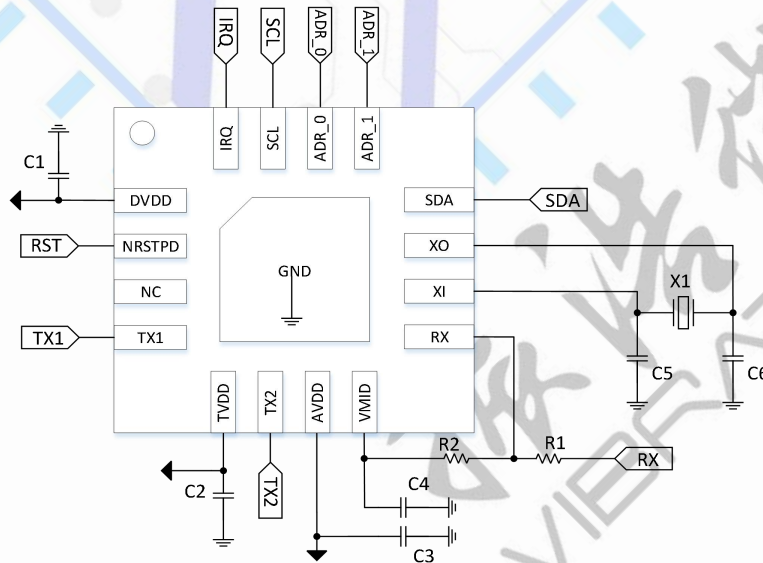 IRQ
SCL
ADR_0
ADR_1
IRQ
SCL
ADR_0
ADR_1
C1
DVDD
SDA
SDA
RST
NRSTPD
XO
NC
GND
XI
X1
TX1
TX1
RX
C5
C6
TVDD
TX2
AVDD
VMID
R2
R1
RX
C2
TX2
C4
C3